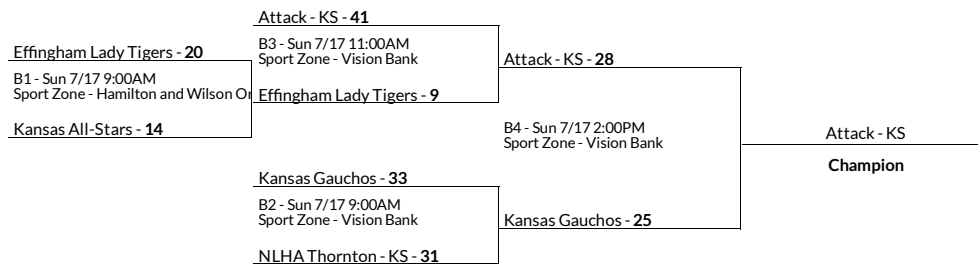 Attack - KS - 41
Effingham Lady Tigers - 20
B3 - Sun 7/17 11:00AM
Sport Zone - Vision Bank
Attack - KS - 28
B1 - Sun 7/17 9:00AM
Sport Zone - Hamilton and Wilson Or
Effingham Lady Tigers - 9
Kansas All-Stars - 14
B4 - Sun 7/17 2:00PM
Sport Zone - Vision Bank
Attack - KS
Champion
Kansas Gauchos - 33
B2 - Sun 7/17 9:00AM
Sport Zone - Vision Bank
Kansas Gauchos - 25
NLHA Thornton - KS - 31